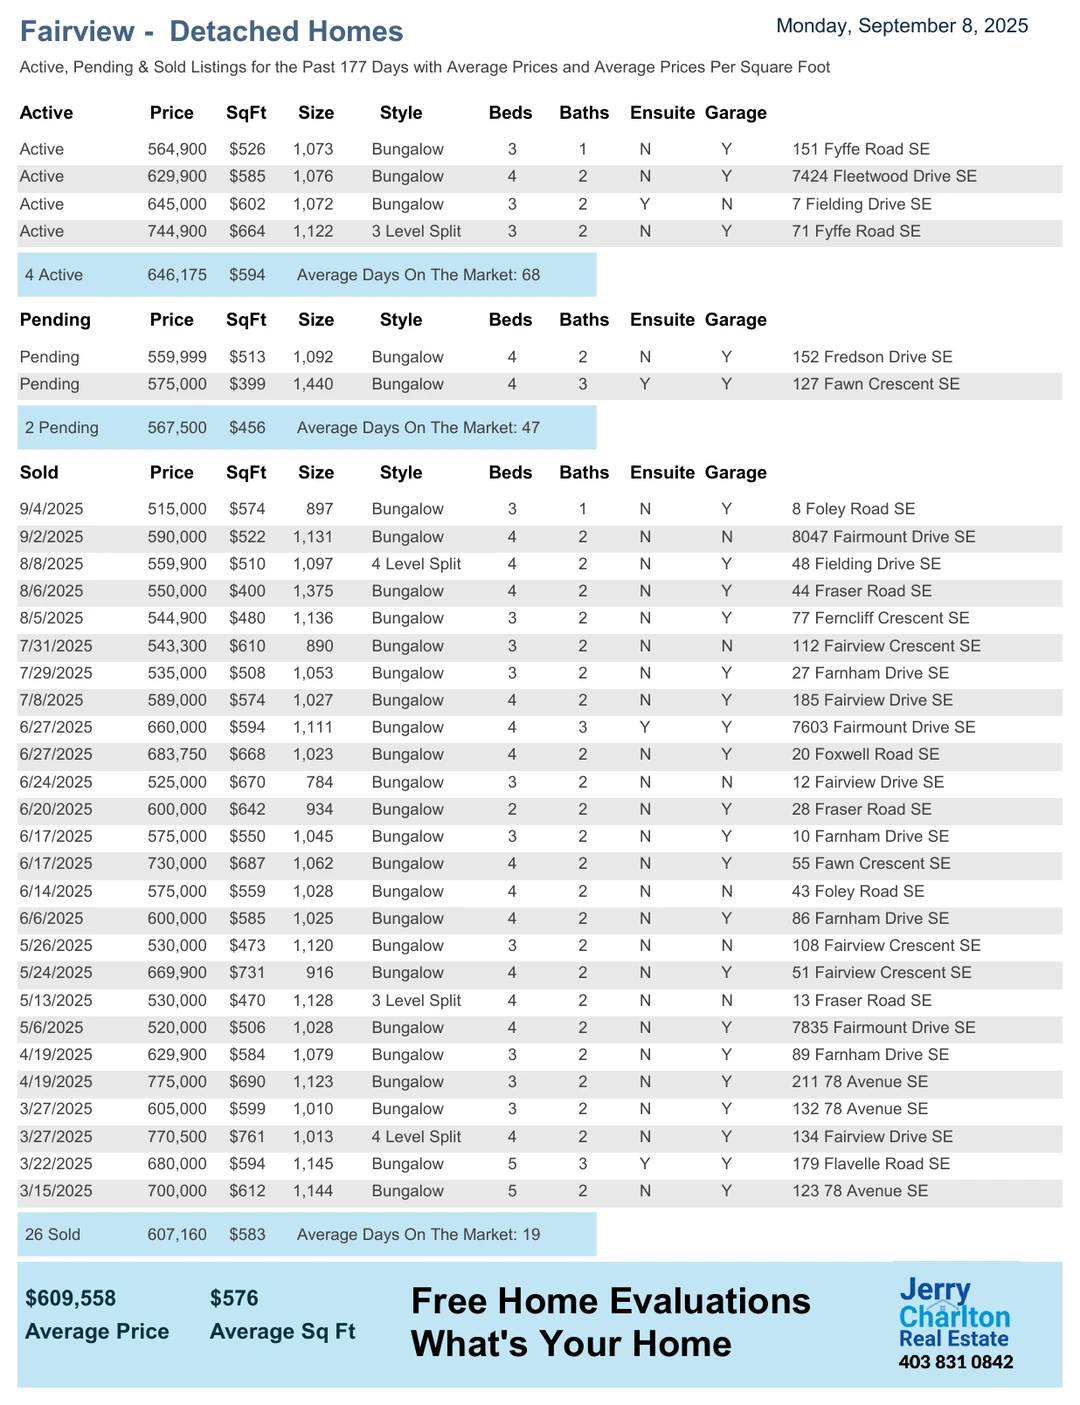 Fairview -  Detached Homes
Monday, September 8, 2025
Active, Pending & Sold Listings for the Past 177 Days with Average Prices and Average Prices Per Square Foot
Active Price SqFt Size Style Beds Baths Ensuite Garage
Active 564,900 $526 1,073 Bungalow 3 1 N Y 151 Fyffe Road SE
Active 629,900 $585 1,076 Bungalow 4 2 N Y 7424 Fleetwood Drive SE
Active 645,000 $602 1,072 Bungalow 3 2 Y N 7 Fielding Drive SE
Active 744,900 $664 1,122 3 Level Split 3 2 N Y 71 Fyffe Road SE
4 Active 646,175 $594 Average Days On The Market: 68
Pending Price SqFt Size Style Beds Baths Ensuite Garage
Pending 559,999 $513 1,092 Bungalow 4 2 N Y 152 Fredson Drive SE
Pending 575,000 $399 1,440 Bungalow 4 3 Y Y 127 Fawn Crescent SE
2 Pending 567,500 $456 Average Days On The Market: 47
Sold Price SqFt Size Style Beds Baths Ensuite Garage
9/4/2025 515,000 $574 897 Bungalow 3 1 N Y 8 Foley Road SE
9/2/2025 590,000 $522 1,131 Bungalow 4 2 N N 8047 Fairmount Drive SE
8/8/2025 559,900 $510 1,097 4 Level Split 4 2 N Y 48 Fielding Drive SE
8/6/2025 550,000 $400 1,375 Bungalow 4 2 N Y 44 Fraser Road SE
8/5/2025 544,900 $480 1,136 Bungalow 3 2 N Y 77 Ferncliff Crescent SE
7/31/2025 543,300 $610 890 Bungalow 3 2 N N 112 Fairview Crescent SE
7/29/2025 535,000 $508 1,053 Bungalow 3 2 N Y 27 Farnham Drive SE
7/8/2025 589,000 $574 1,027 Bungalow 4 2 N Y 185 Fairview Drive SE
6/27/2025 660,000 $594 1,111 Bungalow 4 3 Y Y 7603 Fairmount Drive SE
6/27/2025 683,750 $668 1,023 Bungalow 4 2 N Y 20 Foxwell Road SE
6/24/2025 525,000 $670 784 Bungalow 3 2 N N 12 Fairview Drive SE
6/20/2025 600,000 $642 934 Bungalow 2 2 N Y 28 Fraser Road SE
6/17/2025 575,000 $550 1,045 Bungalow 3 2 N Y 10 Farnham Drive SE
6/17/2025 730,000 $687 1,062 Bungalow 4 2 N Y 55 Fawn Crescent SE
6/14/2025 575,000 $559 1,028 Bungalow 4 2 N N 43 Foley Road SE
6/6/2025 600,000 $585 1,025 Bungalow 4 2 N Y 86 Farnham Drive SE
5/26/2025 530,000 $473 1,120 Bungalow 3 2 N N 108 Fairview Crescent SE
5/24/2025 669,900 $731 916 Bungalow 4 2 N Y 51 Fairview Crescent SE
5/13/2025 530,000 $470 1,128 3 Level Split 4 2 N N 13 Fraser Road SE
5/6/2025 520,000 $506 1,028 Bungalow 4 2 N Y 7835 Fairmount Drive SE
4/19/2025 629,900 $584 1,079 Bungalow 3 2 N Y 89 Farnham Drive SE
4/19/2025 775,000 $690 1,123 Bungalow 3 2 N Y 211 78 Avenue SE
3/27/2025 605,000 $599 1,010 Bungalow 3 2 N Y 132 78 Avenue SE
3/27/2025 770,500 $761 1,013 4 Level Split 4 2 N Y 134 Fairview Drive SE
3/22/2025 680,000 $594 1,145 Bungalow 5 3 Y Y 179 Flavelle Road SE
3/15/2025 700,000 $612 1,144 Bungalow 5 2 N Y 123 78 Avenue SE
26 Sold 607,160 $583 Average Days On The Market: 19
$609,558 $576
Average Price Average Sq Ft
Free Home Evaluations
What's Your Home
Jerry
Charlton
Real Estate
403 831 0842